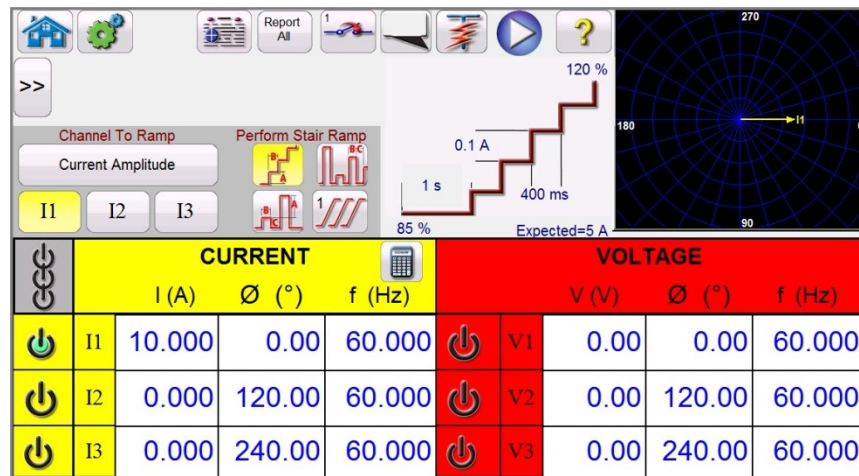 Report
All
1
?
>>
Channel To Ramp
Perform Stair Ramp
Current Amplitude
B
A
B C
I1
I2
I3
B
A
C
1
120 %
0.1 A
1 s
400 ms
85 %
Expected=5 A
270
180
I1
0
90
CURRENT
VOLTAGE
I (A) Ø (°) f (Hz)
V (V) Ø (°) f (Hz)
I1 10.000 0.00 60.000 V1 0.00 0.00 60.000
I2 0.000 120.00 60.000 V2 0.00 120.00 60.000
I3 0.000 240.00 60.000 V3 0.00 240.00 60.000